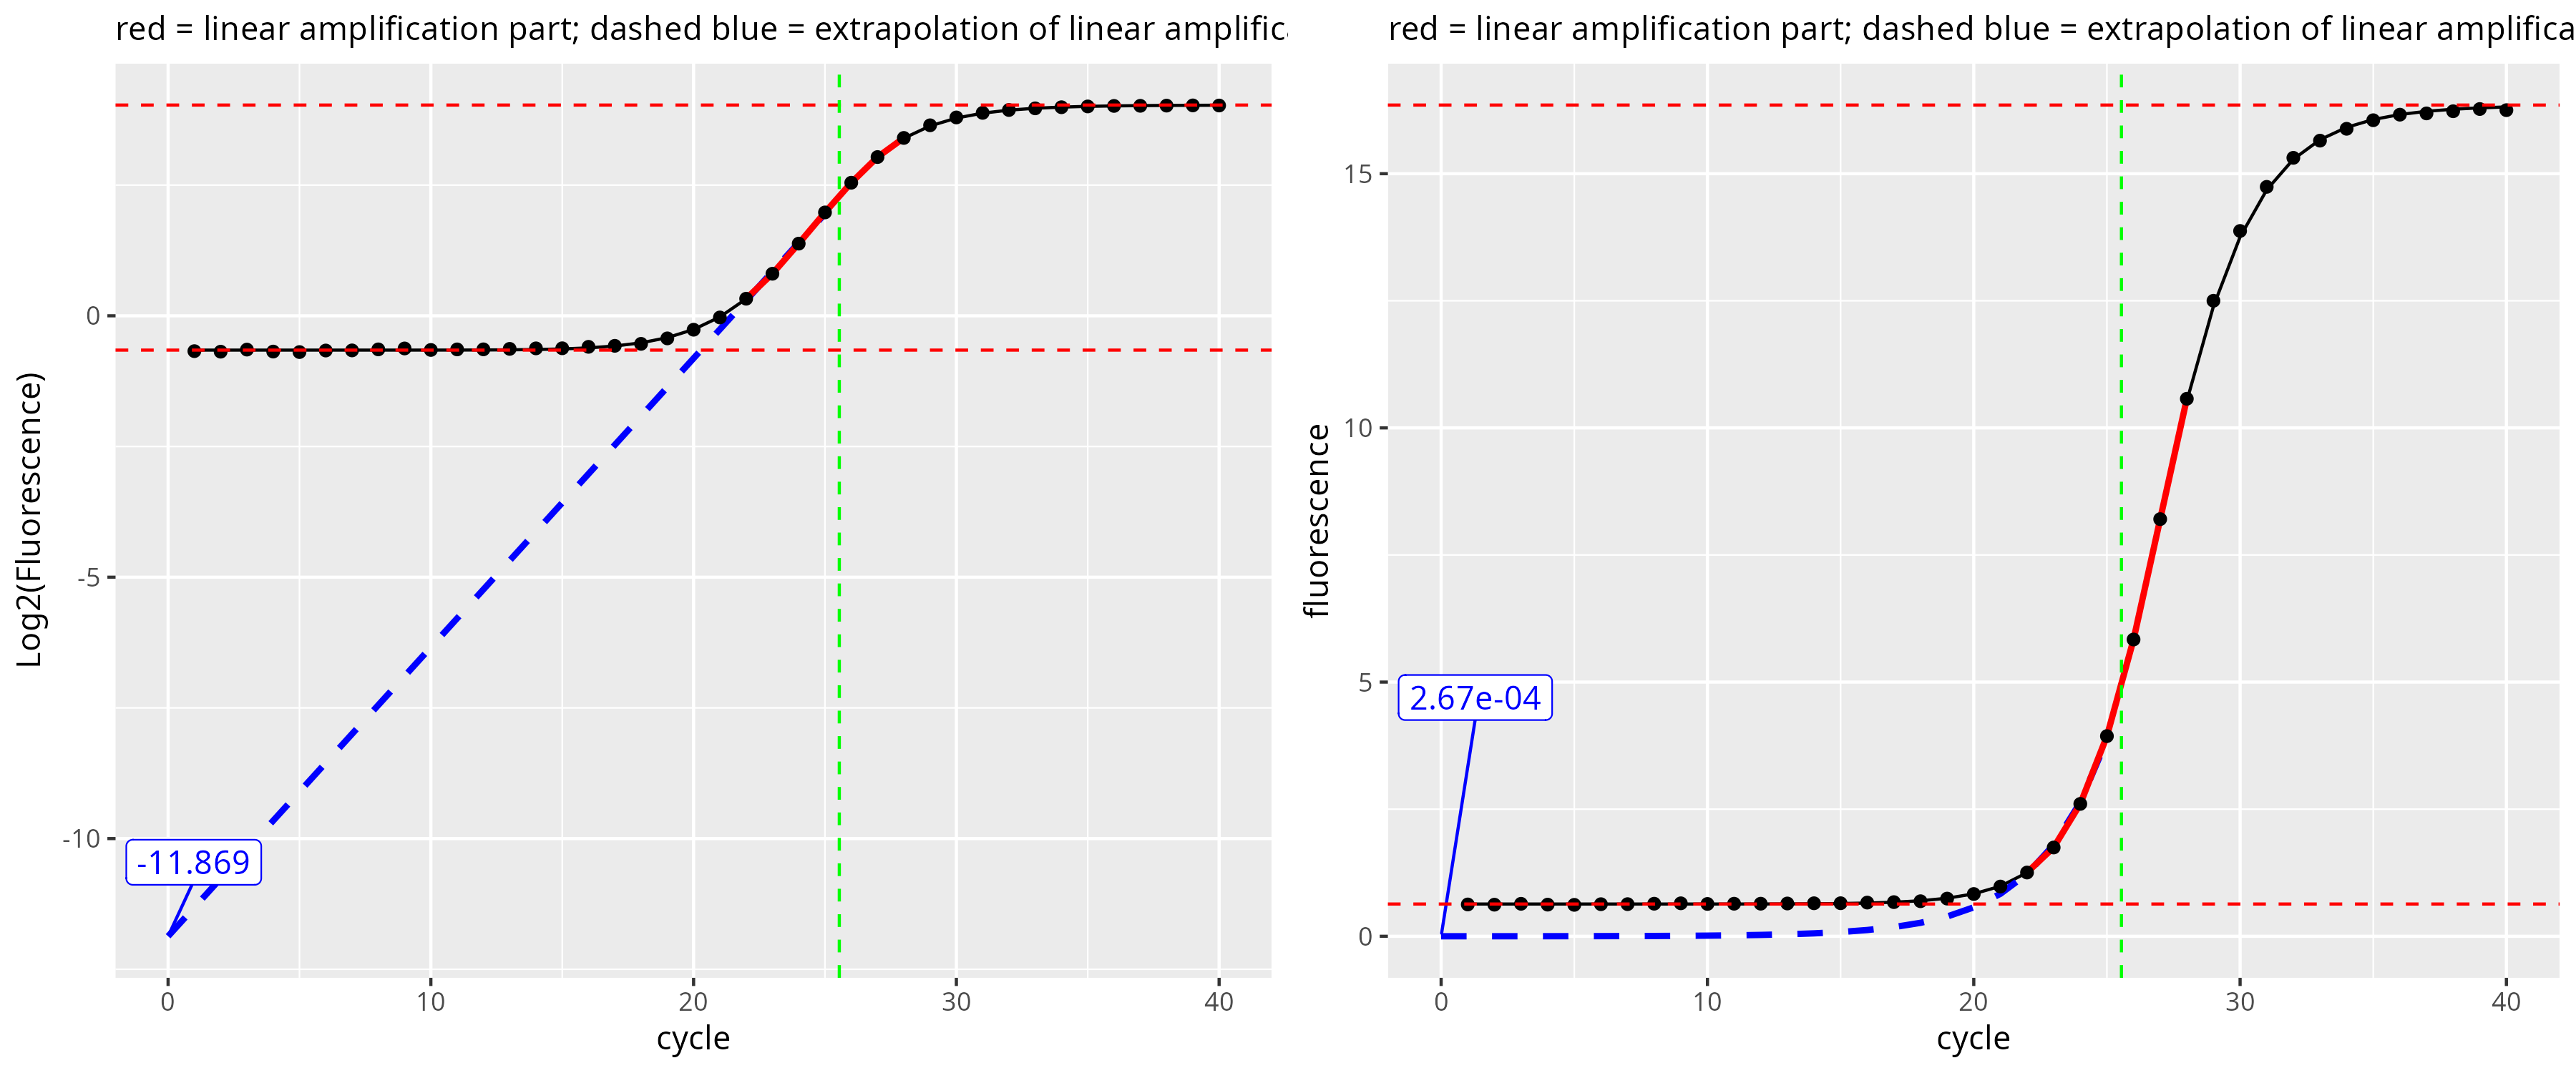 red = linear amplification part; dashed blue = extrapolation of linear
Log2(Fluorescence)
0
-5
-10
-11.869
0 10 20 30 40
cycle
red = linear amplification part; dashed blue = extrapolation of linear
fluorescence
15
10
5
0
2.67e-04
0 10 20 30 40
cycle